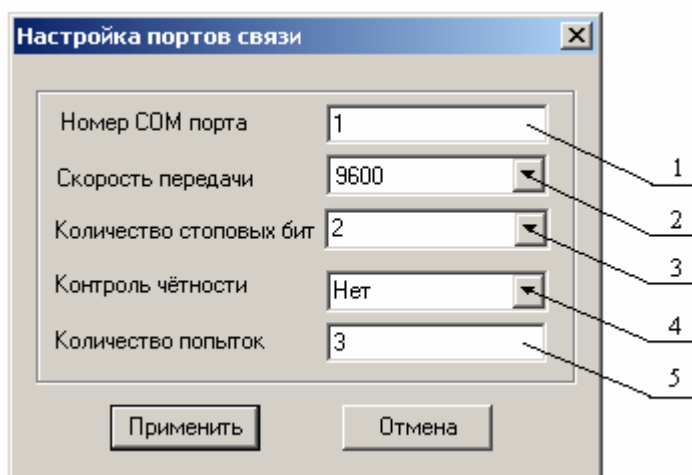 Настройка портов связи
Номер COM порта 1
1
Скорость передачи 9600
2
Количество стоповых бит 2
3
Контроль чётности Нет
4
Количество попыток 3
5
Применить Отмена